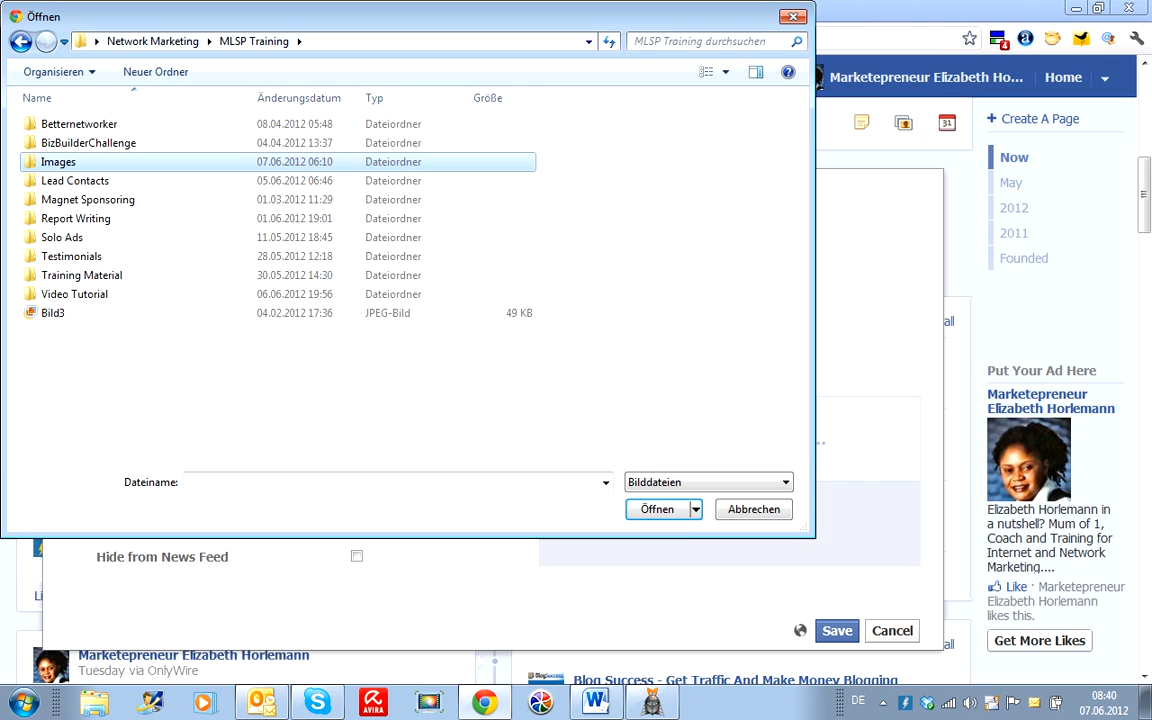 Öffnen
Network Marketing
MLSP Training
MLSP Training durchsuchen
4
Organisieren
Neuer Ordner
Marketepreneur Elizabeth Ho...
Home
Name
Änderungsdatum
Typ
Größe
Betternetworker
08.04.2012 05:48
Dateiordner
BizBuilderChallenge
04.04.2012 13:37
Dateiordner
Images
07.06.2012 06:10
Dateiordner
Lead Contacts
05.06.2012 06:46
Dateiordner
Magnet Sponsoring
01.03.2012 11:29
Dateiordner
Report Writing
01.06.2012 19:01
Dateiordner
Solo Ads
11.05.2012 18:45
Dateiordner
Testimonials
28.05.2012 12:18
Dateiordner
Training Material
30.05.2012 14:30
Dateiordner
Video Tutorial
06.06.2012 19:56
Dateiordner
Bild3
04.02.2012 17:36
JPEG-Bild
49 KB
Dateiname:
Bilddateien
Öffnen
Abbrechen
31
+ Create A Page
Now
May
2012
2011
Founded
all
Put Your Ad Here
Marketepreneur
Elizabeth Horlemann
Elizabeth Horlemann in
a nutshell? Mum of 1,
Coach and Training for
Internet and Network
Marketing....
Like · Marketepreneur
Elizabeth Horlemann
likes this.
Get More Likes
Hide from News Feed
Li
Save
Cancel
all
Marketepreneur Elizabeth Horlemann
Tuesday via OnlyWire
Blog Success - Get Traffic And Make Money Blogging
AVIRA
DE
08:40
07.06.2012